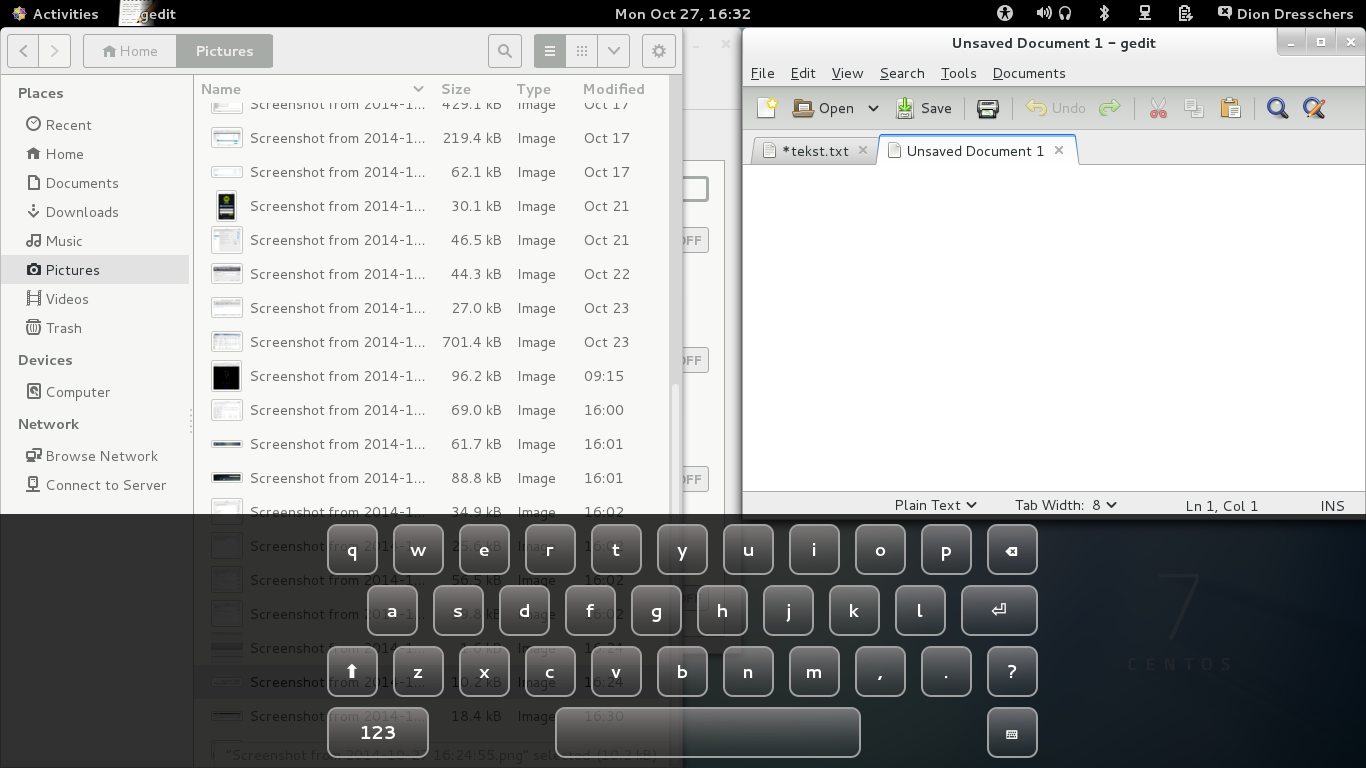 Activities gedit Mon Oct 27, 16:32 Dion Dresschers
Home Pictures
Places
Recent
Home
Documents
Downloads
Music
Pictures
Videos
Trash
Devices
Computer
Network
Browse Network
Connect to Server
Name Size Type Modified
Screenshot from 2014-1... 429.1 kB Image Oct 17
Screenshot from 2014-1... 219.4 kB Image Oct 17
Screenshot from 2014-1... 62.1 kB Image Oct 17
Screenshot from 2014-1... 30.1 kB Image Oct 21
Screenshot from 2014-1... 46.5 kB Image Oct 21
Screenshot from 2014-1... 44.3 kB Image Oct 22
Screenshot from 2014-1... 27.0 kB Image Oct 23
Screenshot from 2014-1... 701.4 kB Image Oct 23
Screenshot from 2014-1... 96.2 kB Image 09:15
Screenshot from 2014-1... 69.0 kB Image 16:00
Screenshot from 2014-1... 61.7 kB Image 16:01
Screenshot from 2014-1... 88.8 kB Image 16:01
Screenshot from 2014-1... 34.9 kB Image 16:02
Screenshot from 2014-1... 25.6 kB Image
Screenshot from 2014-1... 56.5 kB Image 16:02
Screenshot from 2014-1... Image 16:02
Screenshot from 2014-1... Image 16:24
Screenshot from 2014-1... 10.2 kB Image 16:24
Screenshot from 2014-1... 18.4 kB Image 16:30
"Screenshot from 2014-10-27 16:24:55.png" selected (10.2 kB)
OFF
OFF
OFF
Unsaved Document 1 - gedit
File Edit View Search Tools Documents
Open Save Undo
*tekst.txt Unsaved Document 1
Plain Text Tab Width: 8 Ln 1, Col 1 INS
q w e r t y u i o p
a s d f g h j k l
z x c v b n m , . ?
123
7
CENTOS